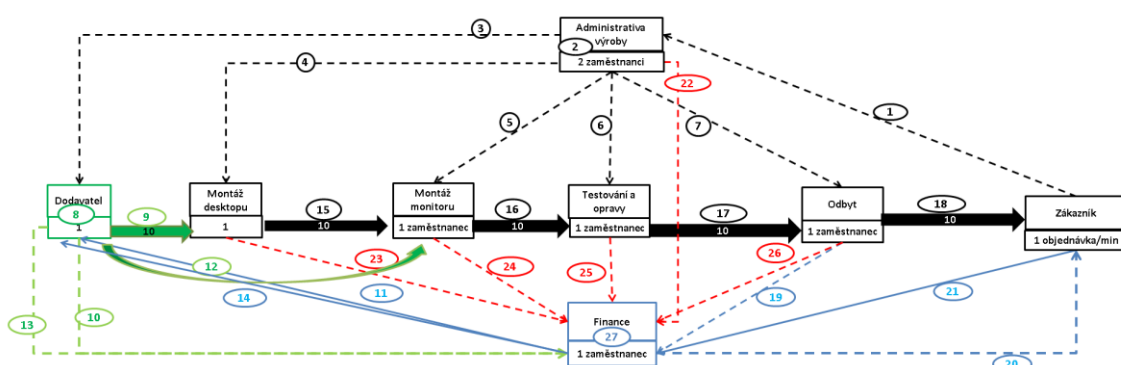 3
Administrativa
výroby
2
2 zaměstnanci
4
22
1
5
6
7
Dodavatel
8
1
9
10
Montáž
desktopu
1
15
10
Montáž
monitoru
1 zaměstnanec
16
10
Testování a
opravy
1 zaměstnanec
17
10
Odbyt
1 zaměstnanec
18
10
Zákazník
1 objednávka/min
12
23
24
25
26
14
11
19
21
13
10
Finance
27
1 zaměstnanec
20